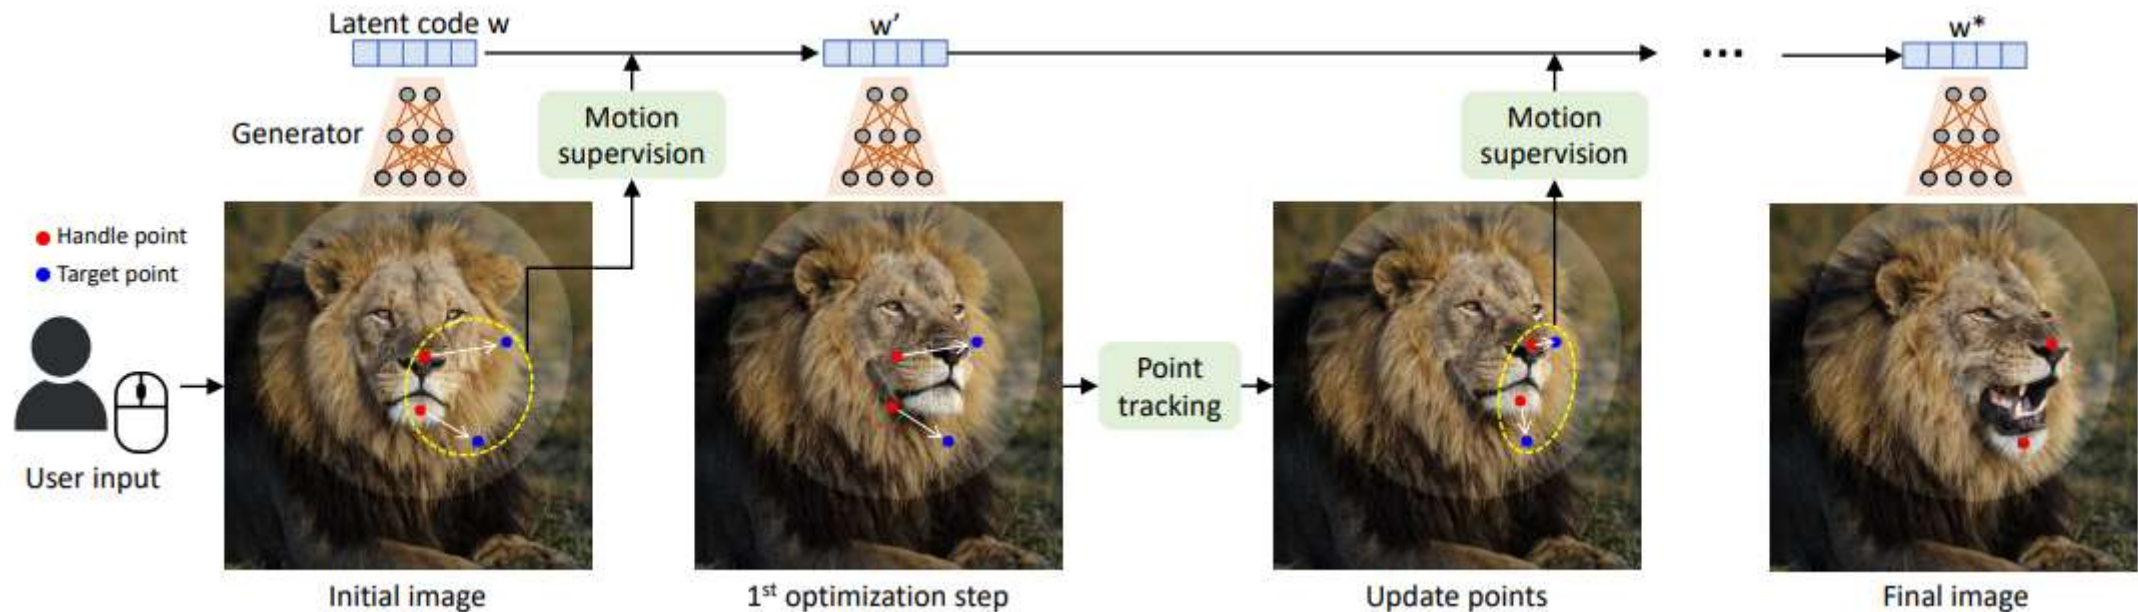 Latent code w
w’
w*
Generator
Motion
supervision
Motion
supervision
Handle point
Target point
Point
tracking
User input
Initial image
1st optimization step
Update points
Final image